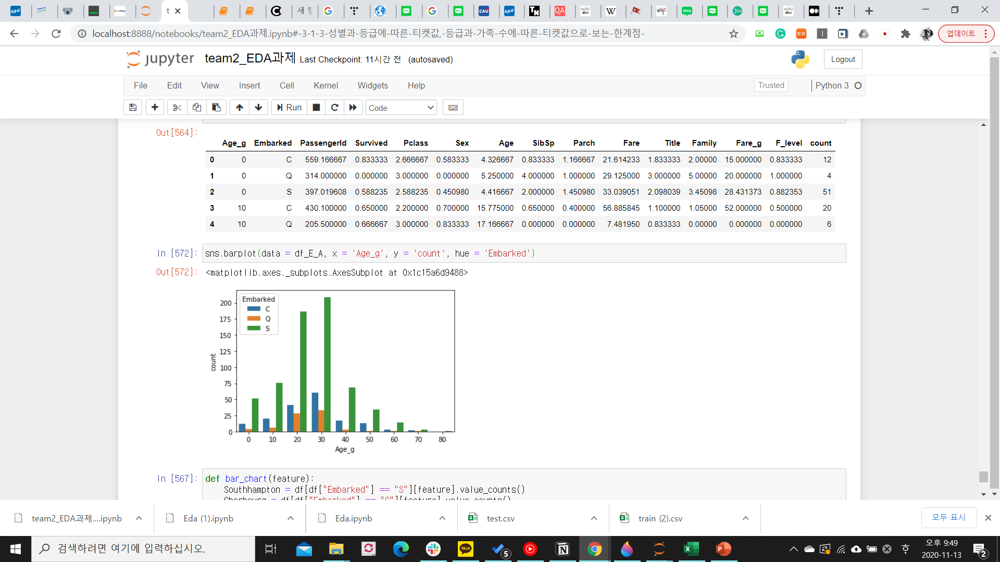 t
새 탭
localhost:8888/notebooks/team2_EDA과제.ipynb#-3-1-3-성별과-등급에-따른-티켓값,-등급과-가족-수에-따른-티켓값으로-보는-한계점-
업데이트
jupyter team2_EDA과제 Last Checkpoint: 11시간 전 (autosaved)
Logout
File Edit View Insert Cell Kernel Widgets Help
Trusted
Python 3
Run
Code
Out[564]:
Age_g Embarked PassengerId Survived Pclass Sex Age SibSp Parch Fare Title Family Fare_g F_level count
0 0 C 559.166667 0.833333 2.666667 0.583333 4.326667 0.833333 1.166667 21.614233 1.833333 2.00000 15.000000 0.833333 12
1 0 Q 314.000000 0.000000 3.000000 0.000000 5.250000 4.000000 1.000000 29.125000 3.000000 5.00000 20.000000 1.000000 4
2 0 S 397.019608 0.588235 2.588235 0.450980 4.416667 2.000000 1.450980 33.039051 2.098039 3.45098 28.431373 0.882353 51
3 10 C 430.100000 0.650000 2.200000 0.700000 15.775000 0.650000 0.400000 56.885845 1.100000 1.05000 52.000000 0.500000 20
4 10 Q 205.500000 0.666667 3.000000 0.833333 17.166667 0.000000 0.000000 7.481950 0.833333 0.00000 0.000000 0.000000 6
In [572]: sns.barplot(data = df_E_A, x = 'Age_g', y = 'count', hue = 'Embarked')
Out[572]: <matplotlib.axes._subplots.AxesSubplot at 0x1c15a6d9488>
Embarked
C
Q
S
200
175
150
125
100
75
50
25
0
count
0 10 20 30 40 50 60 70 80
Age_g
In [567]: def bar_chart(feature):
Southhampton = df[df["Embarked"] == "S"][feature].value_counts()
Cherbourg = df[df["Embarked"] == "C"][feature].value_counts()
team2_EDA과제....ipynb
Eda (1).ipynb
Eda.ipynb
test.csv
train (2).csv
모두 표시
검색하려면 여기에 입력하십시오.
TALK
5
오후 9:49
2020-11-13
2